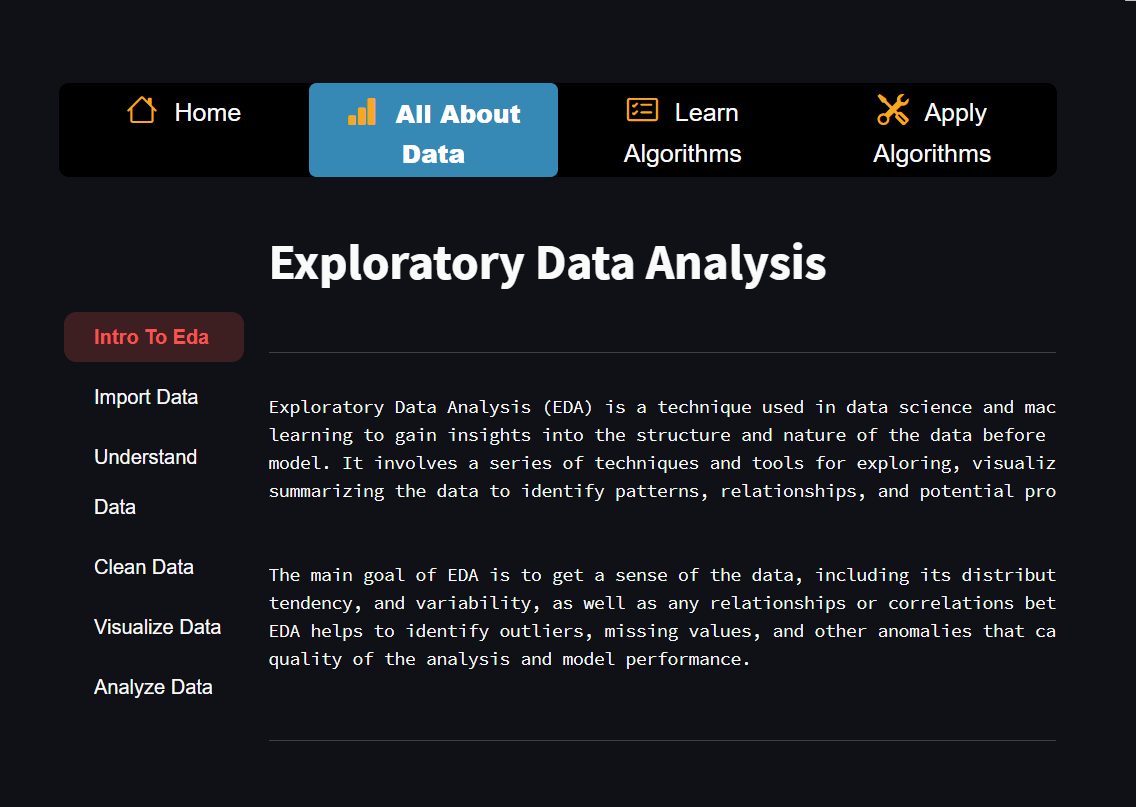 Home
All About
Data
Learn
Algorithms
Apply
Algorithms
Exploratory Data Analysis
Intro To Eda
Import Data
Understand
Data
Clean Data
Visualize Data
Analyze Data
Exploratory Data Analysis (EDA) is a technique used in data science and mac
learning to gain insights into the structure and nature of the data before
model. It involves a series of techniques and tools for exploring, visualiz
summarizing the data to identify patterns, relationships, and potential pro
The main goal of EDA is to get a sense of the data, including its distribut
tendency, and variability, as well as any relationships or correlations bet
EDA helps to identify outliers, missing values, and other anomalies that ca
quality of the analysis and model performance.